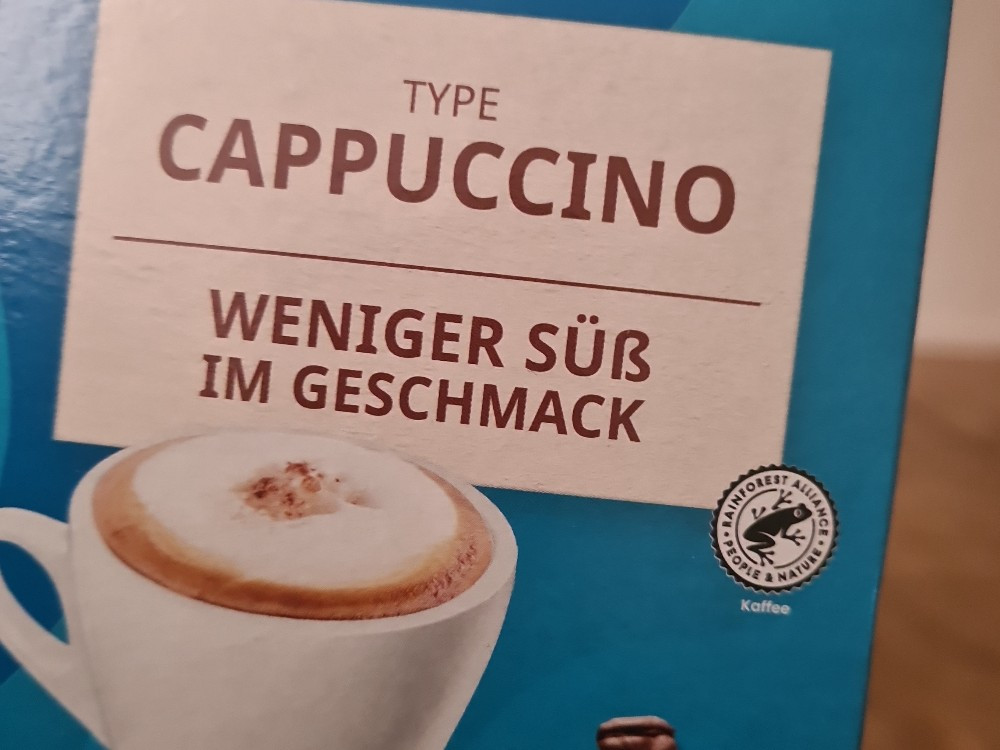 TYPE
CAPPUCCINO
WENIGER SÜß
IM GESCHMACK
RAINFOREST ALLIANCE
PEOPLE & NATURE
Kaffee